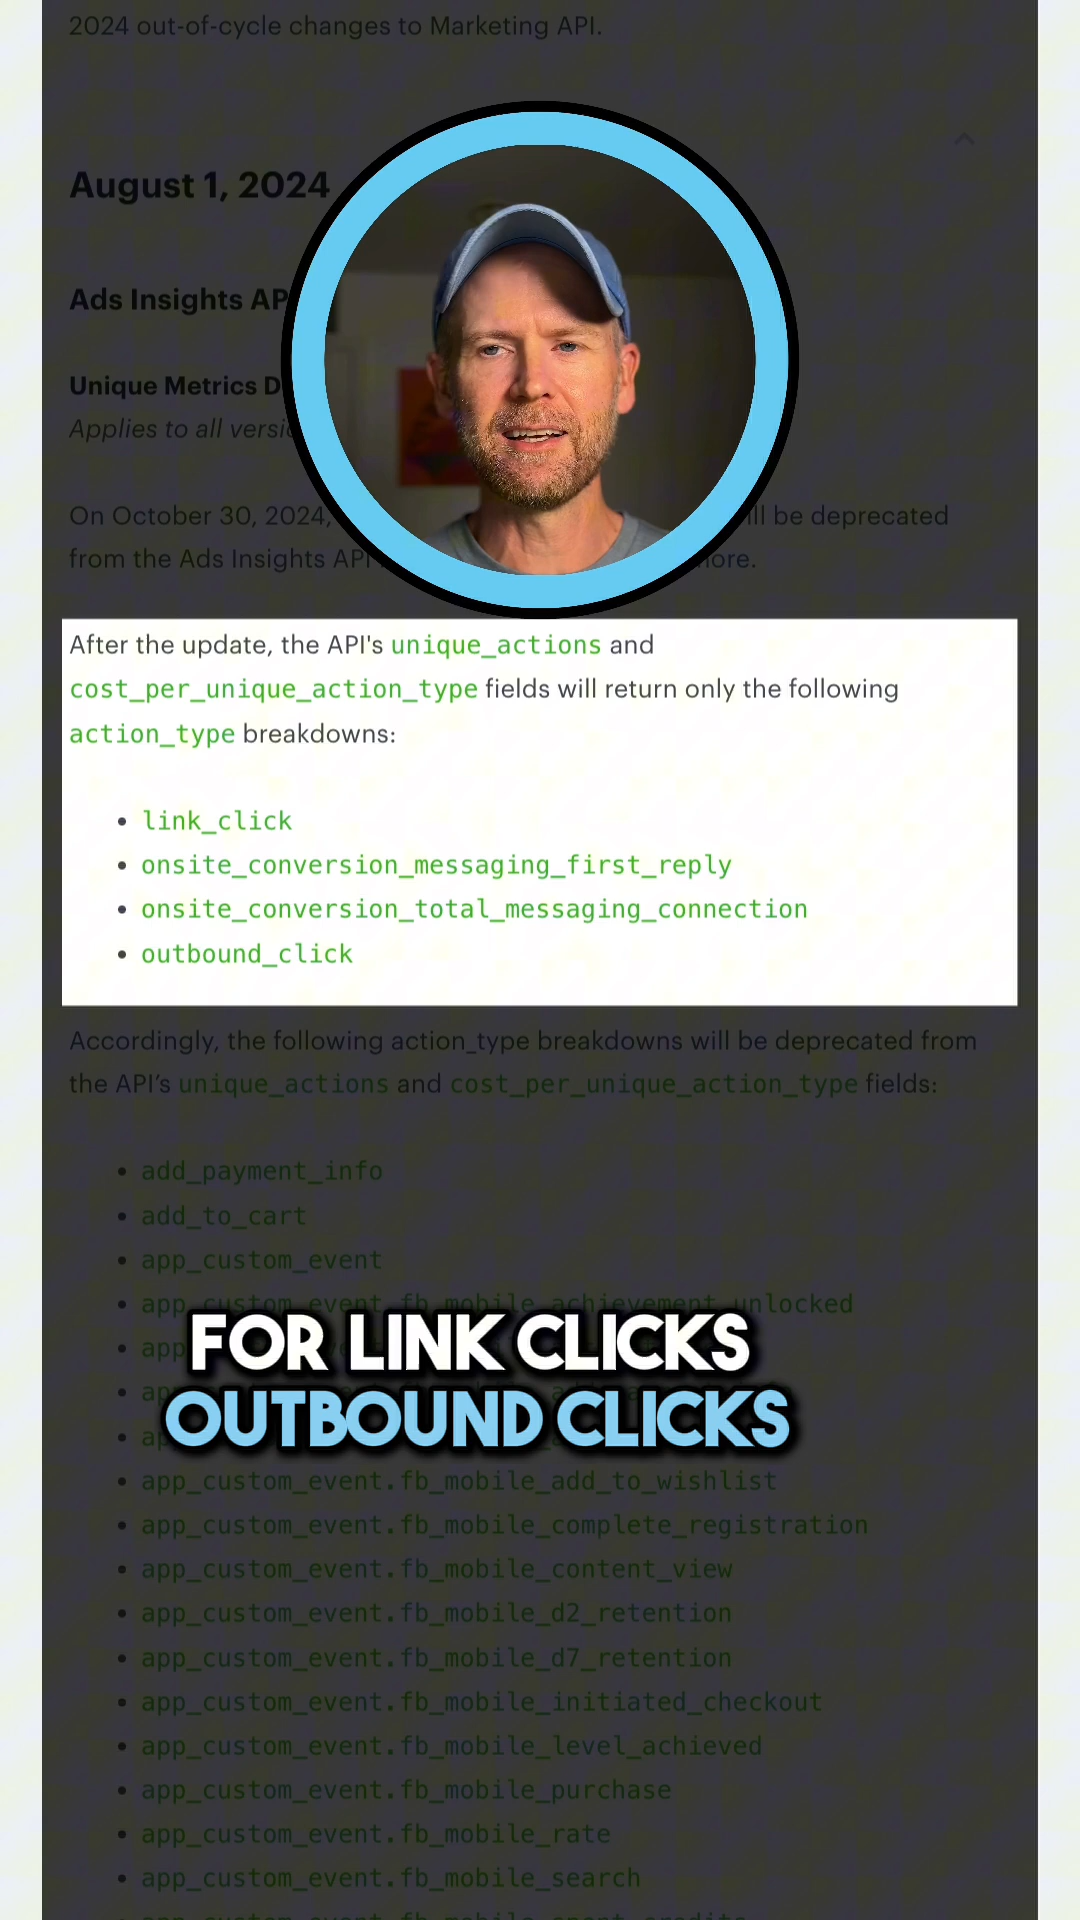 2024 out-of-cycle changes to Marketing API.
August 1, 2024
Ads Insights AP
Unique Metrics D
Applies to all versi
On October 30, 2024, ll be deprecated
from the Ads Insights API ore.
After the update, the API's unique_actions and
cost_per_unique_action_type fields will return only the following
action_type breakdowns:
• link_click
• onsite_conversion_messaging_first_reply
• onsite_conversion_total_messaging_connection
• outbound_click
Accordingly, the following action_type breakdowns will be deprecated from
the API’s unique_actions and cost_per_unique_action_type fields:
• add_payment_info
• add_to_cart
• app_custom_event
• app_custom_event.fb_mobile_achievement_unlocked
FOR LINK CLICKS
OUTBOUND CLICKS
• app_custom_event.fb_mobile_add_to_wishlist
• app_custom_event.fb_mobile_complete_registration
• app_custom_event.fb_mobile_content_view
• app_custom_event.fb_mobile_d2_retention
• app_custom_event.fb_mobile_d7_retention
• app_custom_event.fb_mobile_initiated_checkout
• app_custom_event.fb_mobile_level_achieved
• app_custom_event.fb_mobile_purchase
• app_custom_event.fb_mobile_rate
• app_custom_event.fb_mobile_search